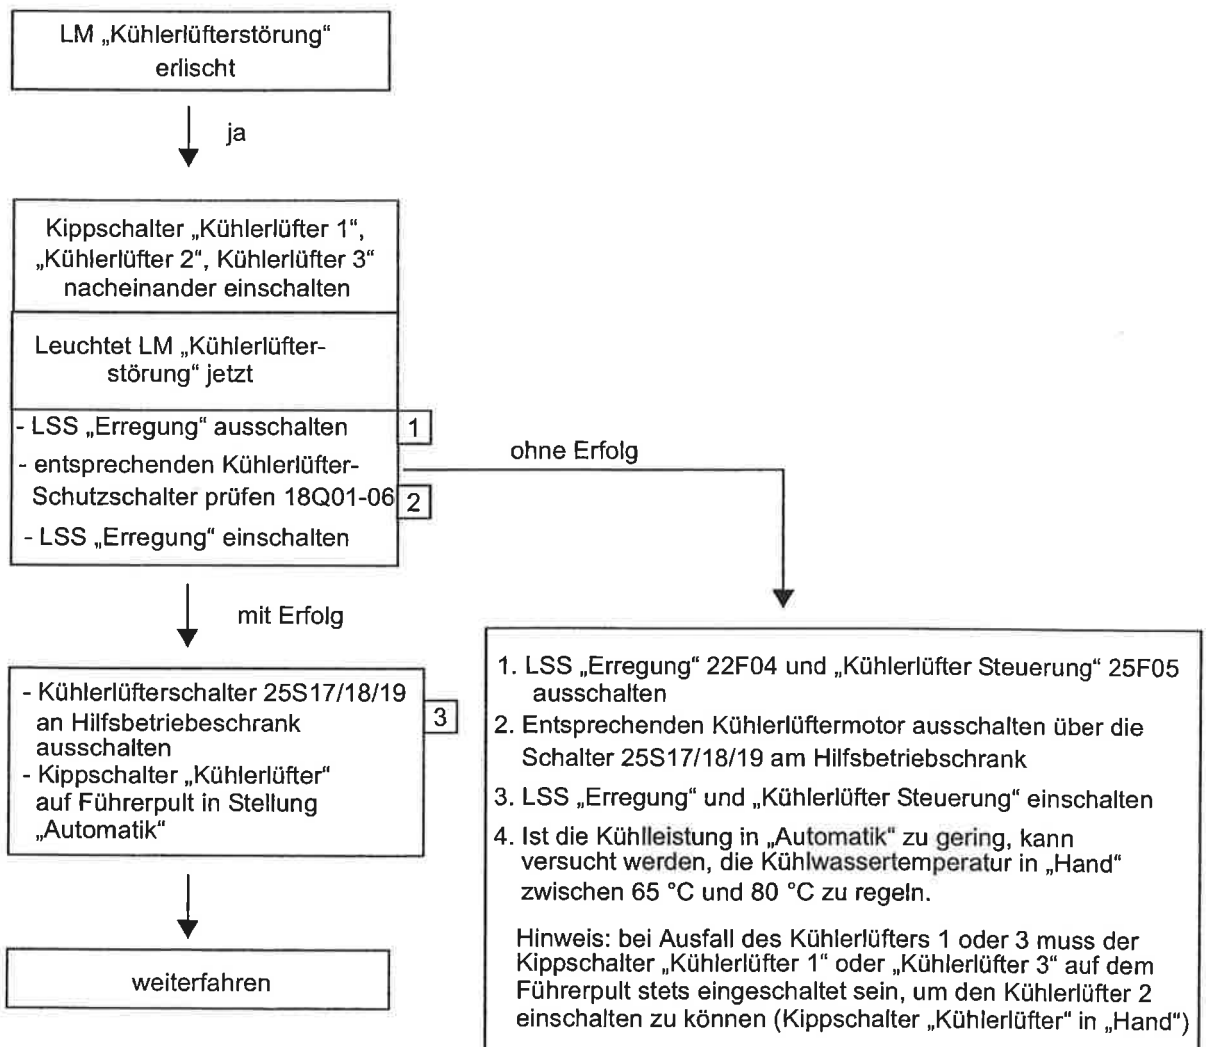 LM „Kühlerlüfterstörung“
erlischt
ja
Kippschalter „Kühlerlüfter 1“,
„Kühlerlüfter 2“, Kühlerlüfter 3“
nacheinander einschalten
Leuchtet LM „Kühlerlüfter-
störung“ jetzt
- LSS „Erregung“ ausschalten
1
- entsprechenden Kühlerlüfter-
Schutzschalter prüfen 18Q01-06
2
- LSS „Erregung“ einschalten
ohne Erfolg
mit Erfolg
- Kühlerlüfterschalter 25S17/18/19
an Hilfsbetriebeschrank
ausschalten
- Kippschalter „Kühlerlüfter“
auf Führerpult in Stellung
„Automatik“
3
weiterfahren
1. LSS „Erregung“ 22F04 und „Kühlerlüfter Steuerung“ 25F05
ausschalten
2. Entsprechenden Kühlerlüftermotor ausschalten über die
Schalter 25S17/18/19 am Hilfsbetriebschrank
3. LSS „Erregung“ und „Kühlerlüfter Steuerung“ einschalten
4. Ist die Kühlleistung in „Automatik“ zu gering, kann
versucht werden, die Kühlwassertemperatur in „Hand“
zwischen 65 °C und 80 °C zu regeln.
Hinweis: bei Ausfall des Kühlerlüfters 1 oder 3 muss der
Kippschalter „Kühlerlüfter 1“ oder „Kühlerlüfter 3“ auf dem
Führerpult stets eingeschaltet sein, um den Kühlerlüfter 2
einschalten zu können (Kippschalter „Kühlerlüfter“ in „Hand“)